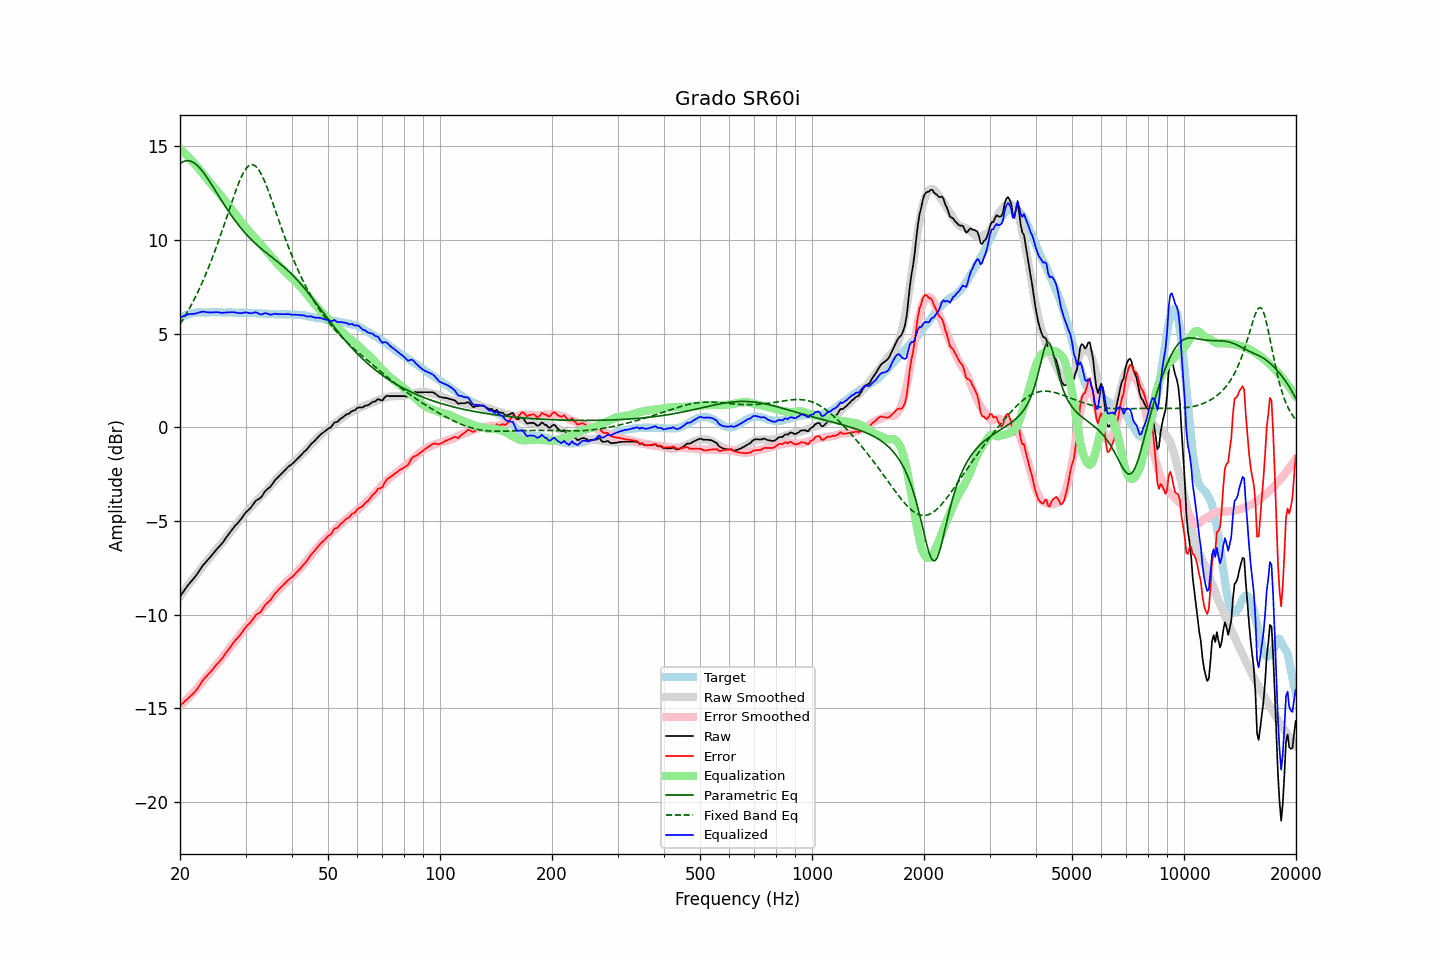 Grado SR60i
Amplitude (dBr)
15
10
5
0
−5
−10
−15
−20
Target
Raw Smoothed
Error Smoothed
Raw
Error
Equalization
Parametric Eq
Fixed Band Eq
Equalized
20 50 100 200 500 1000 2000 5000 10000 20000
Frequency (Hz)